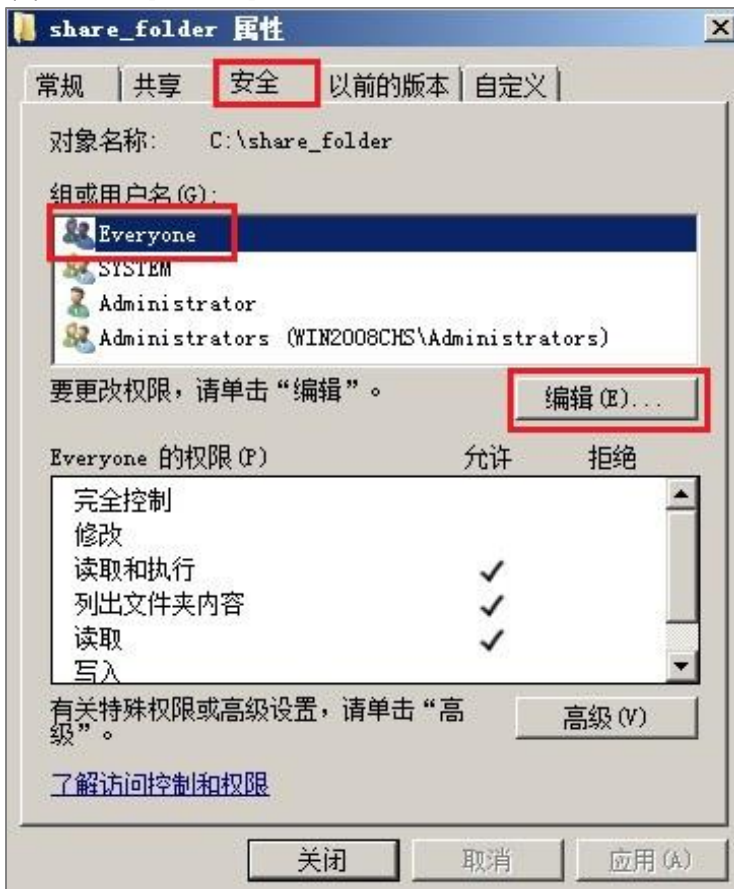 share_folder 属性
常规 共享 安全 以前的版本 自定义
对象名称: C:\share_folder
组或用户名(G):
Everyone
SYSTEM
Administrator
Administrators (WIN2008CHS\Administrators)
要更改权限，请单击“编辑”。 编辑(E)...
Everyone 的权限(P) 允许 拒绝
完全控制
修改
读取和执行
列出文件夹内容
读取
写入
有关特殊权限或高级设置，请单击“高
级”。 高级(V)
了解访问控制和权限
关闭 取消 应用(A)